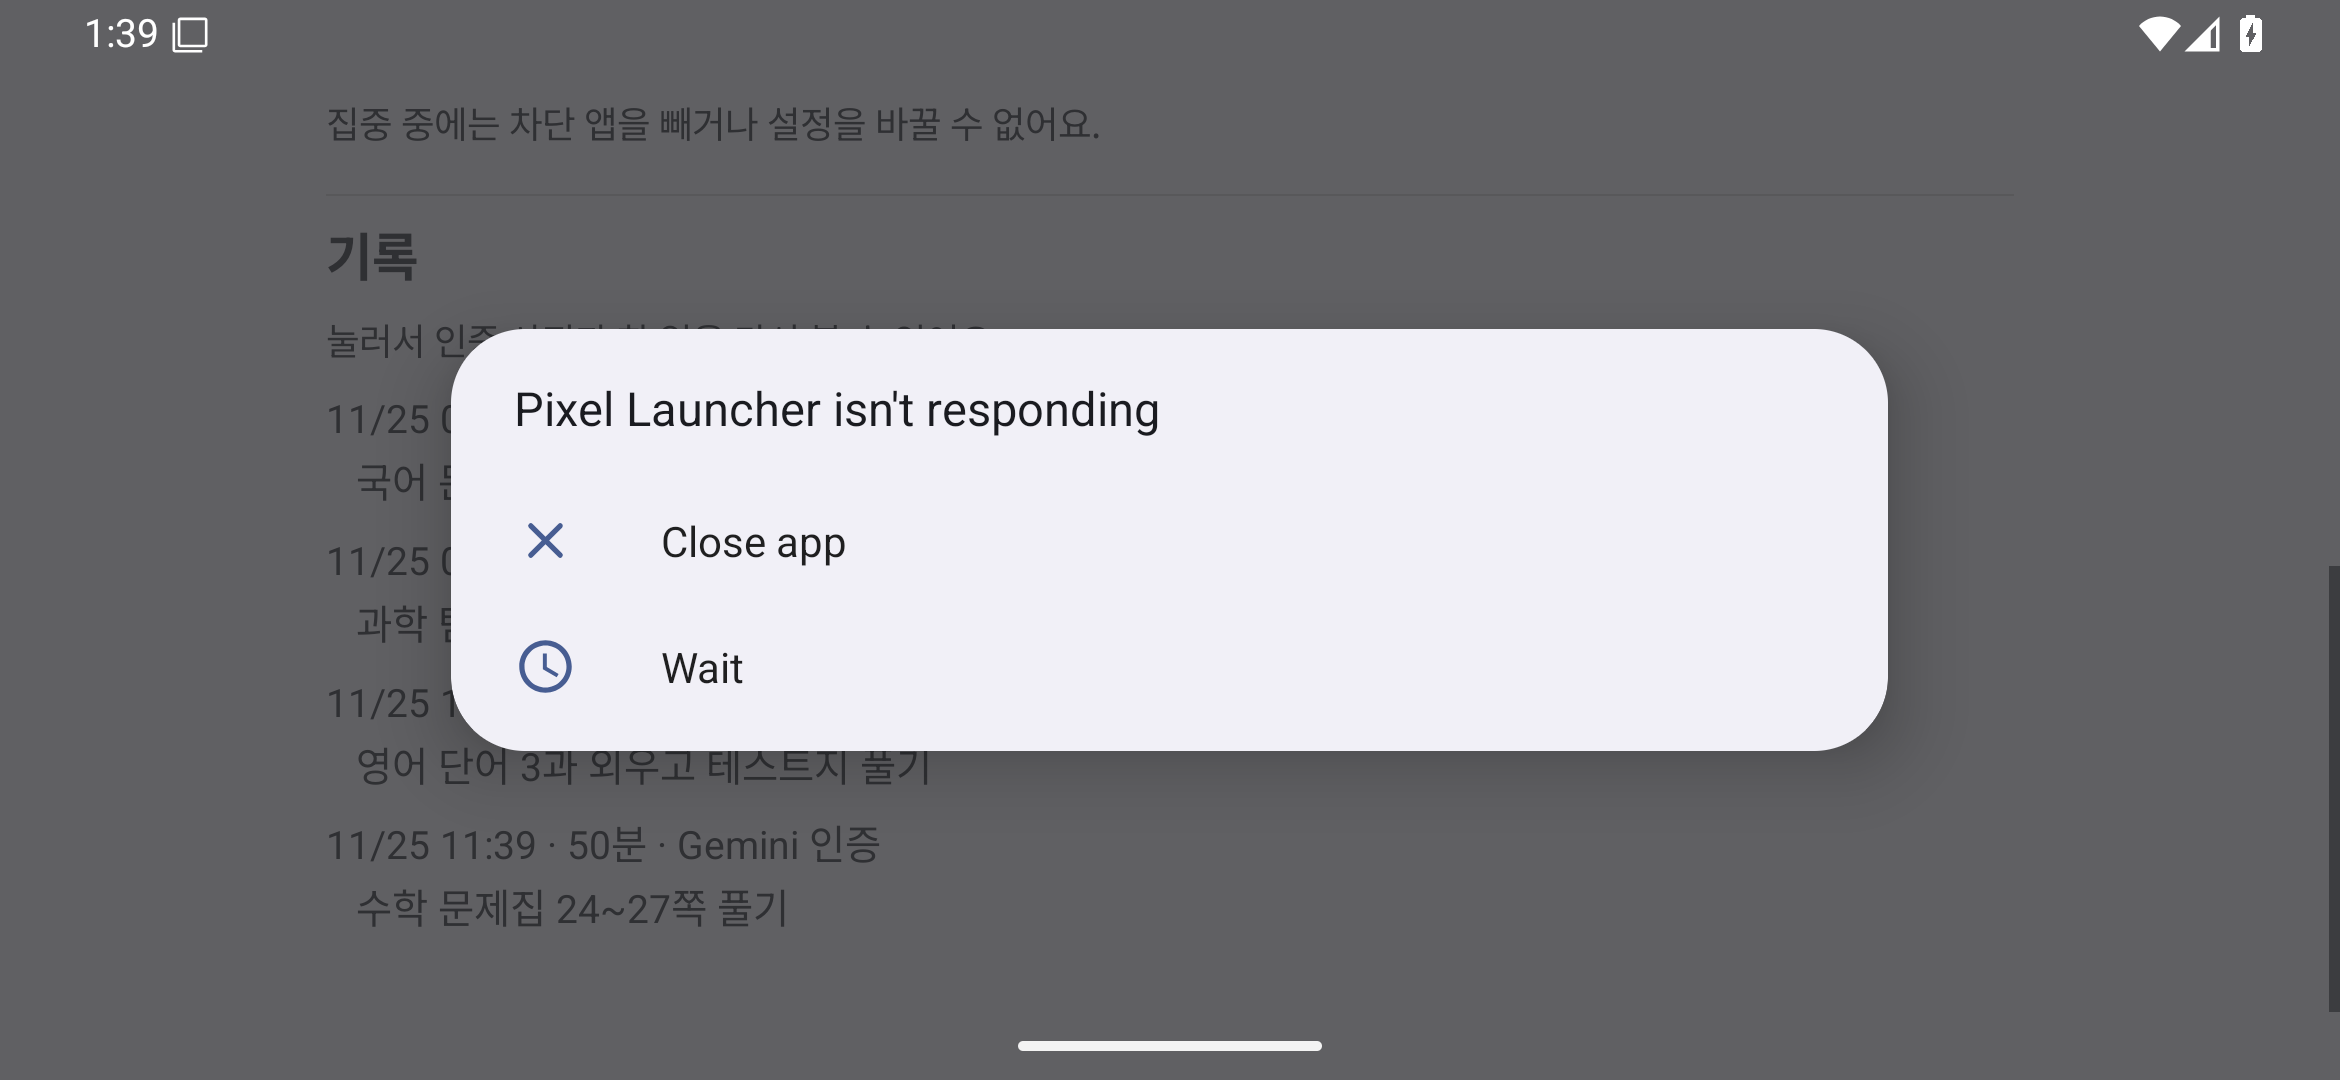 1:39
집중 중에는 차단 앱을 빼거나 설정을 바꿀 수 없어요.
기록
눌러서
11/25
국어
11/25
과학
11/25
Pixel Launcher isn't responding
Close app
Wait
영어 단어 3과 외우고 테스트지 풀기
11/25 11:39 · 50분 · Gemini 인증
수학 문제집 24~27쪽 풀기